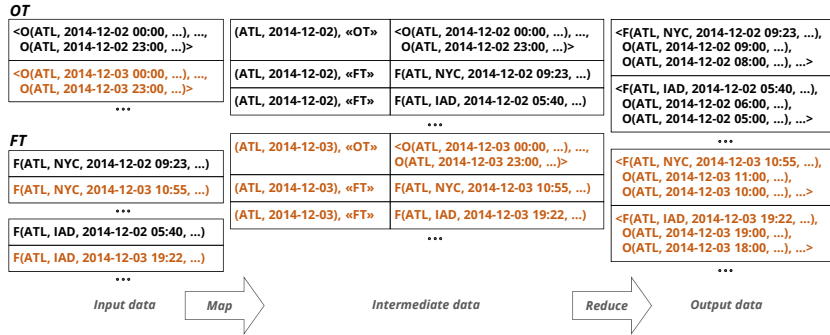 OT
<O(ATL, 2014-12-02 00:00, ...), ...,
O(ATL, 2014-12-02 23:00, ...)>
<O(ATL, 2014-12-03 00:00, ...), ...,
O(ATL, 2014-12-03 23:00, ...)>
...
FT
F(ATL, NYC, 2014-12-02 09:23, ...)
F(ATL, NYC, 2014-12-03 10:55, ...)
...
F(ATL, IAD, 2014-12-02 05:40, ...)
F(ATL, IAD, 2014-12-03 19:22, ...)
...
(ATL, 2014-12-02), «OT»
<O(ATL, 2014-12-02 00:00, ...), ...,
O(ATL, 2014-12-02 23:00, ...)>
(ATL, 2014-12-02), «FT» F(ATL, NYC, 2014-12-02 09:23, ...)
(ATL, 2014-12-02), «FT» F(ATL, IAD, 2014-12-02 05:40, ...)
...
(ATL, 2014-12-03), «OT»
<O(ATL, 2014-12-03 00:00, ...), ...,
O(ATL, 2014-12-03 23:00, ...)>
(ATL, 2014-12-03), «FT» F(ATL, NYC, 2014-12-03 10:55, ...)
(ATL, 2014-12-03), «FT» F(ATL, IAD, 2014-12-03 19:22, ...)
...
<F(ATL, NYC, 2014-12-02 09:23, ...),
O(ATL, 2014-12-02 09:00, ...),
O(ATL, 2014-12-02 08:00, ...), ...>
<F(ATL, IAD, 2014-12-02 05:40, ...),
O(ATL, 2014-12-02 06:00, ...),
O(ATL, 2014-12-02 05:00, ...), ...>
...
<F(ATL, NYC, 2014-12-03 10:55, ...),
O(ATL, 2014-12-03 11:00, ...),
O(ATL, 2014-12-03 10:00, ...), ...>
<F(ATL, IAD, 2014-12-03 19:22, ...),
O(ATL, 2014-12-03 19:00, ...),
O(ATL, 2014-12-03 18:00, ...), ...>
...
Input data Map Intermediate data Reduce Output data